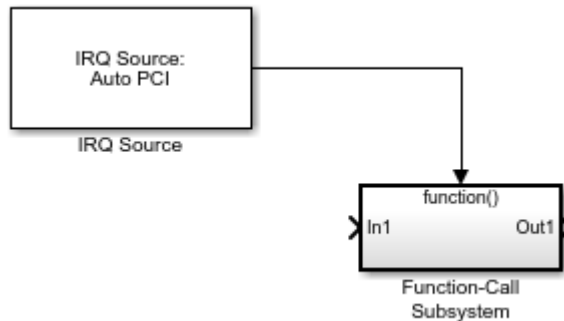 IRQ Source:
Auto PCI
IRQ Source
function()
In1
Out1
Function-Call
Subsystem